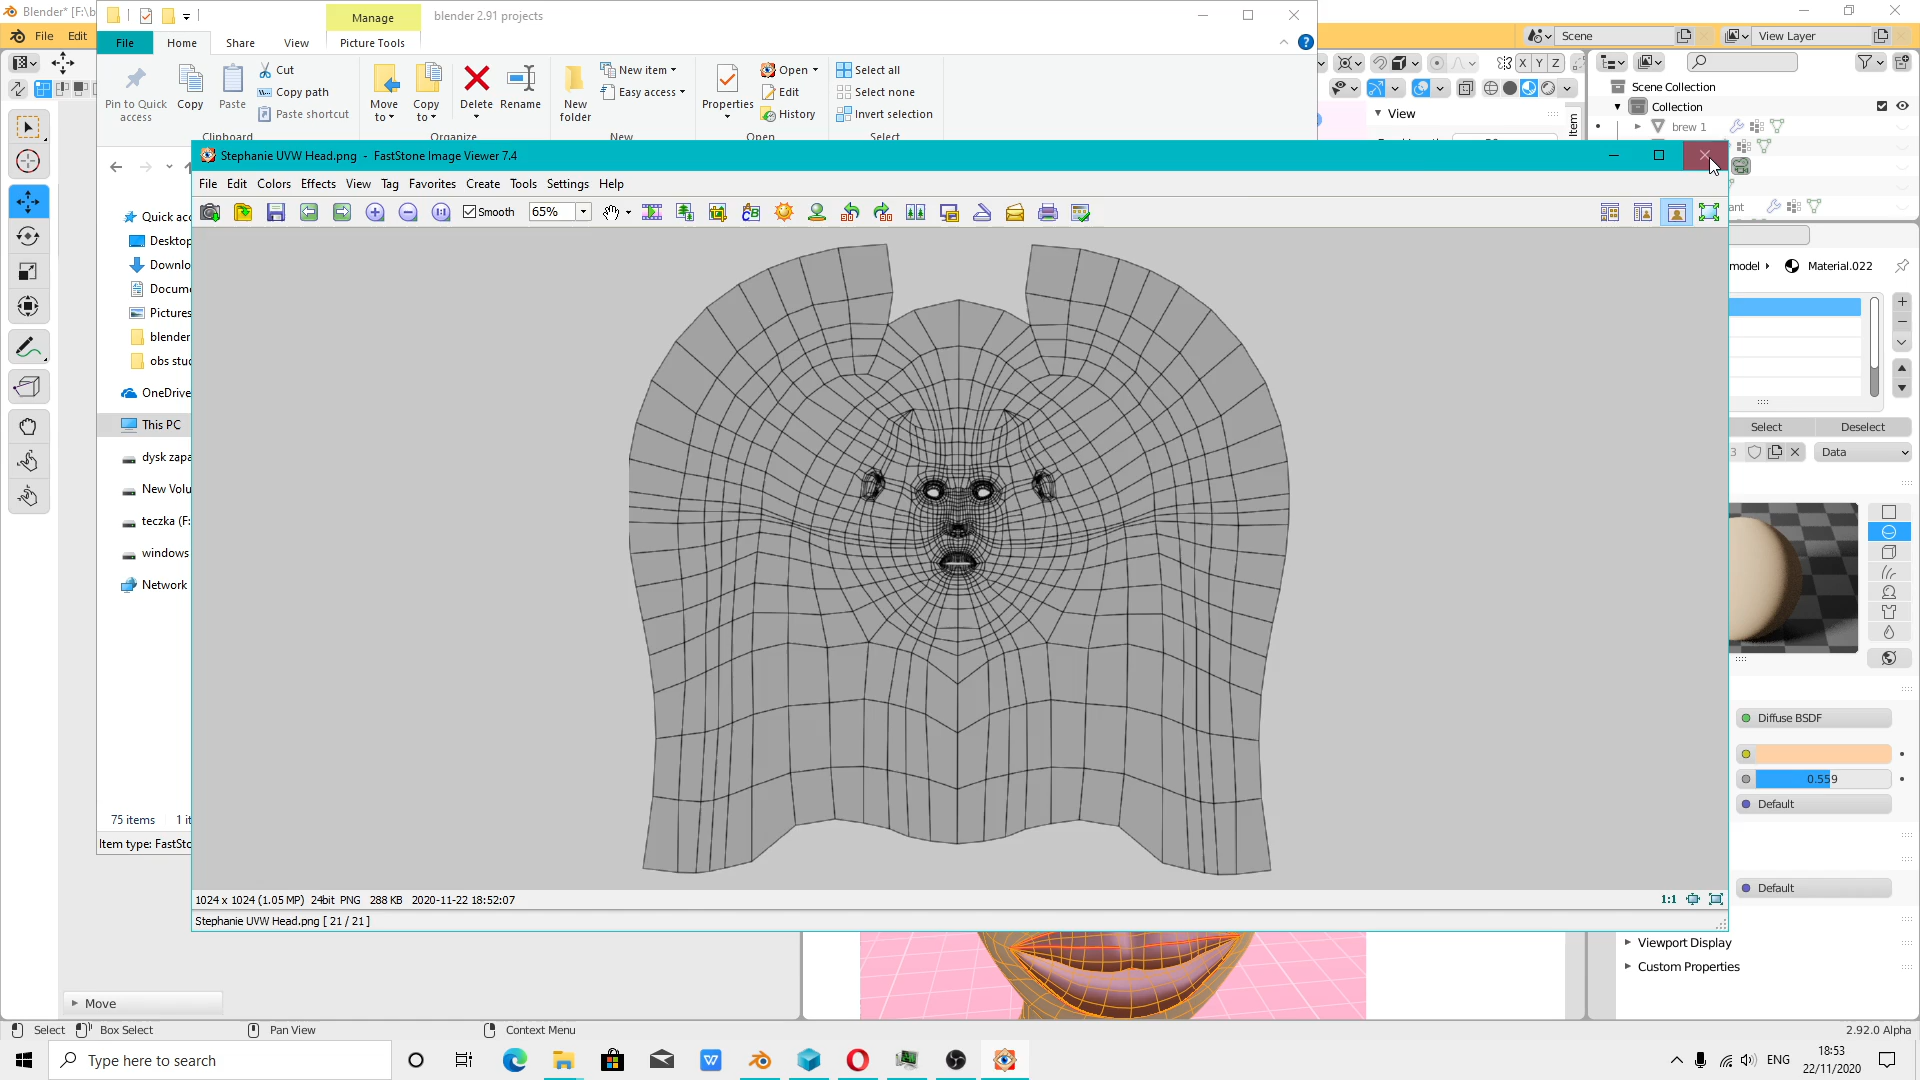 Blender* [F:\b
File Edit
Manage
blender 2.91 projects
File Home Share View Picture Tools
Pin to Quick access
Copy
Paste
Cut
Copy path
Paste shortcut
Clipboard
Move to
Copy to
Delete
Rename
Organize
New folder
New item
Easy access
New
Properties
Open
Edit
History
Open
Select all
Select none
Invert selection
Select
Scene
View Layer
X Y Z
View
Item
Scene Collection
Collection
brew 1
Stephanie UVW Head.png - FastStone Image Viewer 7.4
File Edit Colors Effects View Tag Favorites Create Tools Settings Help
Smooth 65%
Quick acc
Desktop
Downlo
Docume
Pictures
blender
obs stud
OneDrive
This PC
dysk zapa
New Volu
teczka (F:
windows
Network
75 items 1 it
Item type: FastSto
model
Material.022
Select Deselect
3
Data
Diffuse BSDF
0.559
Default
Default
Viewport Display
Custom Properties
1024 x 1024 (1.05 MP) 24bit PNG 288 KB 2020-11-22 18:52:07
1:1
Stephanie UVW Head.png [ 21 / 21 ]
Move
Select Box Select Pan View Context Menu
2.92.0 Alpha
Type here to search
ENG
18:53
22/11/2020